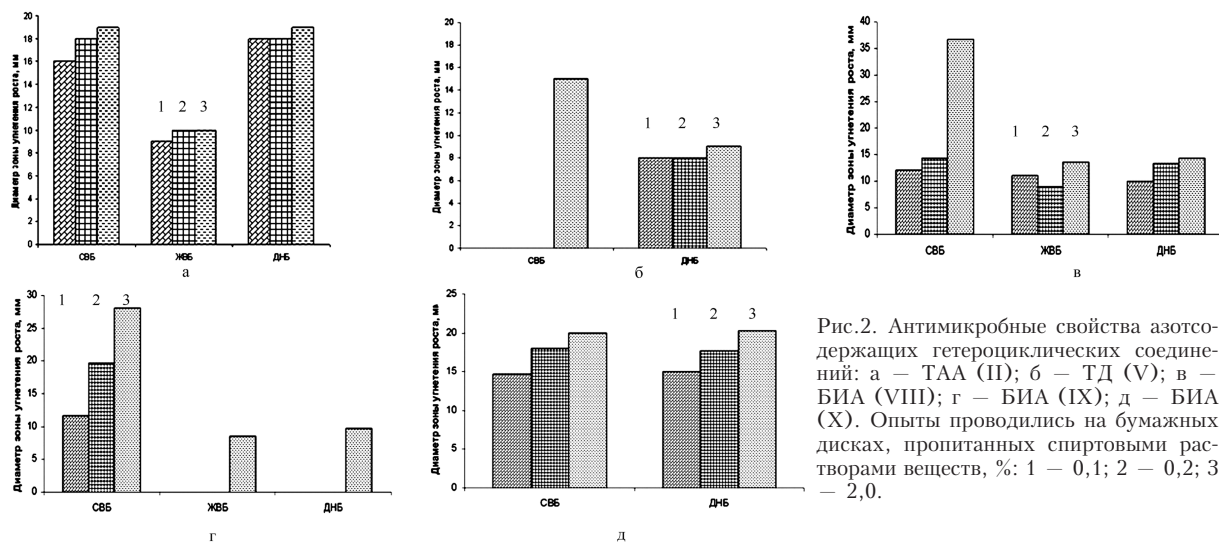 Диаметр зоны угнетения роста, мм
20
18
16
14
12
10
8
6
4
2
0
1 2 3
СВБ ЖВБ ДНБ
а
Диаметр зоны угнетения роста, мм
20
18
16
14
12
10
8
6
4
2
0
1 2 3
СВБ ДНБ
б
Диаметр зоны угнетения роста, мм
40
35
30
25
20
15
10
5
0
1 2 3
СВБ ЖВБ ДНБ
в
Диаметр зоны угнетения роста, мм
30
25
20
15
10
5
0
1 2 3
СВБ ЖВБ ДНБ
г
Диаметр зоны угнетения роста, мм
25
20
15
10
5
0
1 2 3
СВБ ДНБ
д
Рис.2. Антимикробные свойства азотсо-
держащих гетероциклических соедине-
ний: а – ТАА (II); б – ТД (V); в –
БИА (VIII); г – БИА (IX); д – БИА
(X). Опыты проводились на бумажных
дисках, пропитанных спиртовыми рас-
творами веществ, %: 1 – 0,1; 2 – 0,2; 3
– 2,0.